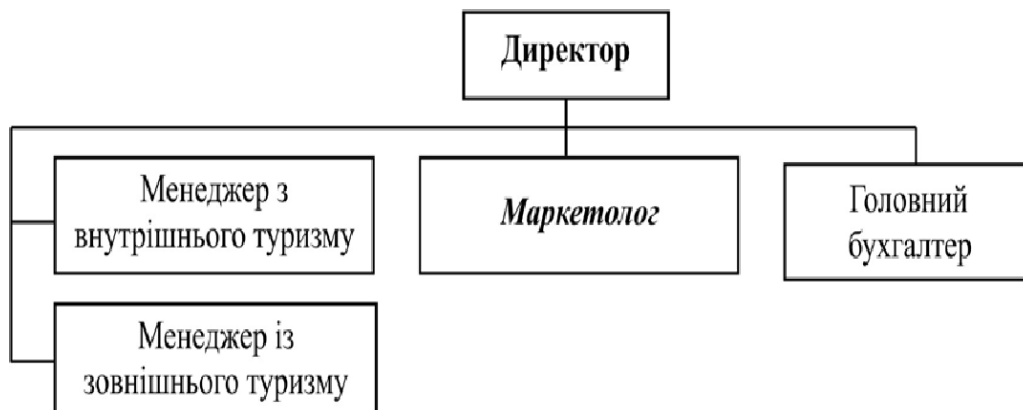 Директор
Менеджер з
внутрішнього туризму
Маркетолог
Головний
бухгалтер
Менеджер із
зовнішнього туризму